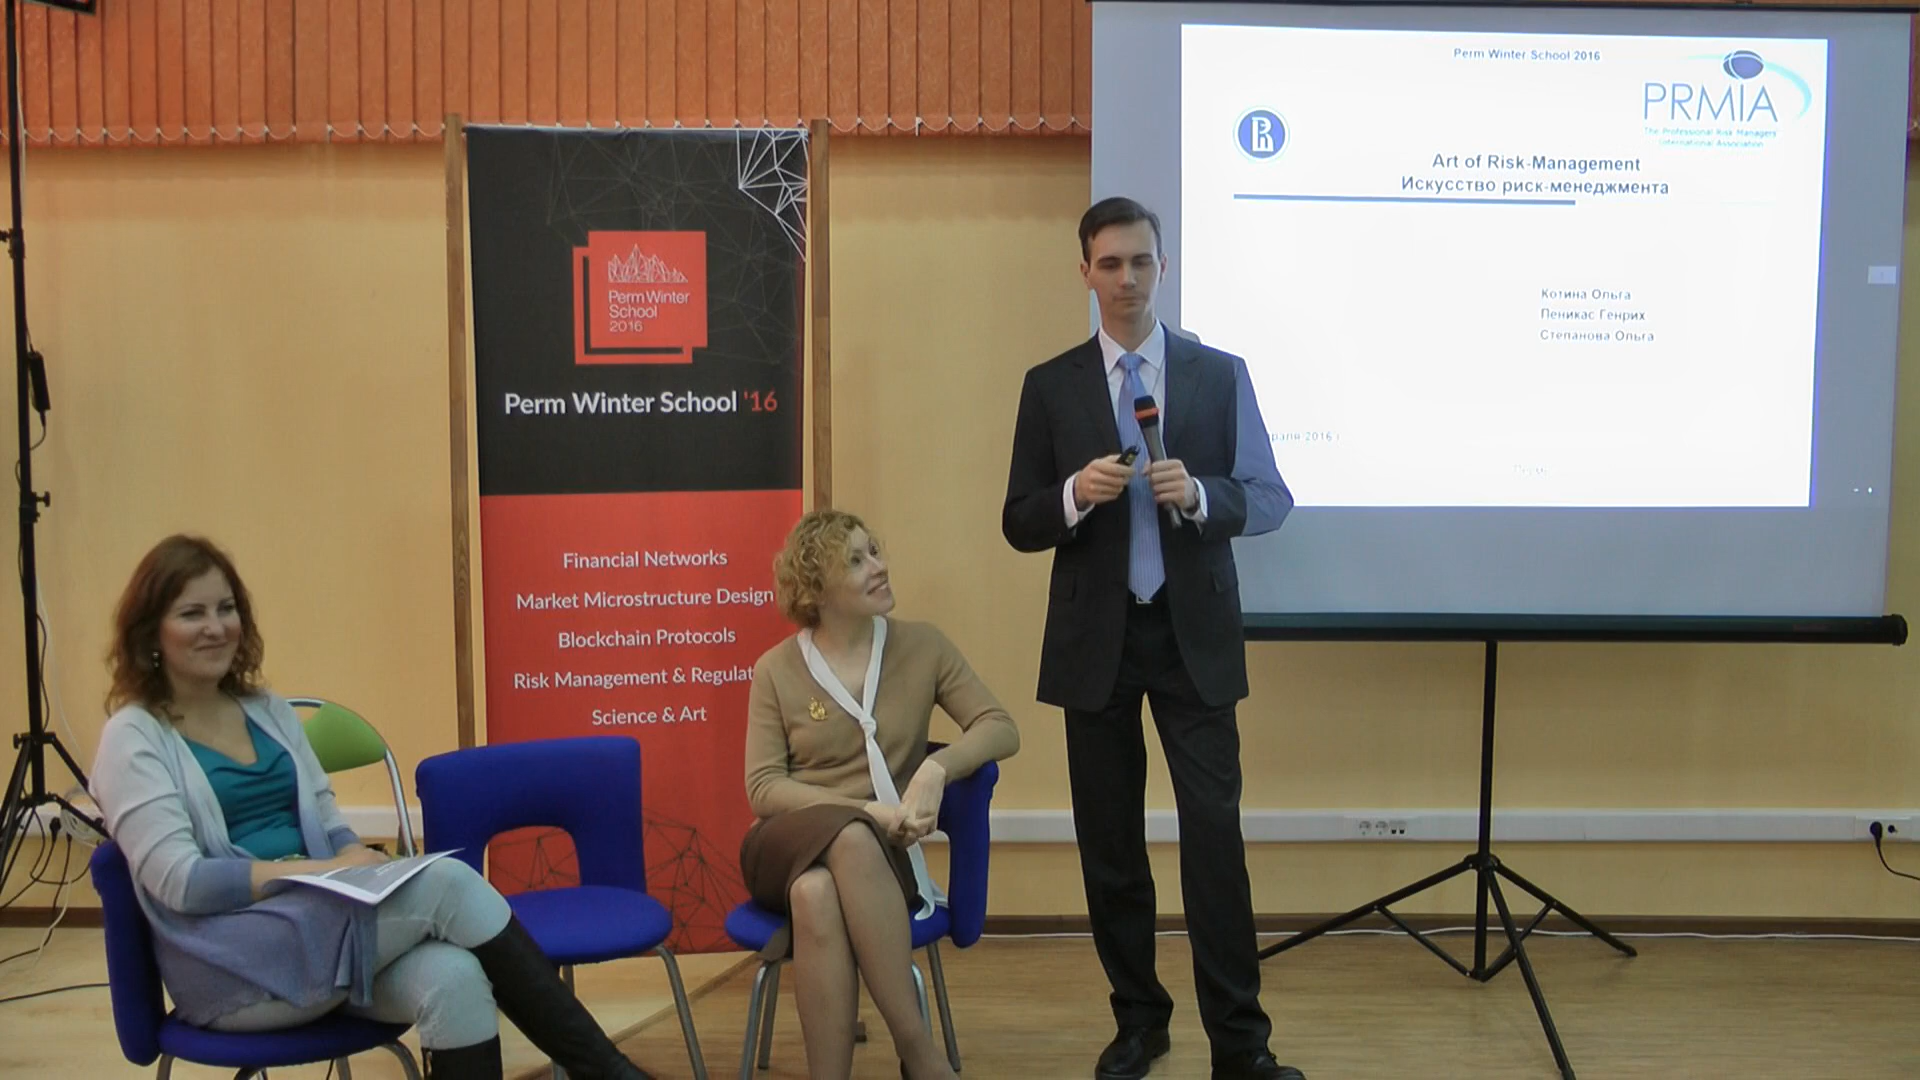 Perm Winter
School
2016
Perm Winter School '16
Financial Networks
Market Microstructure Design
Blockchain Protocols
Risk Management & Regulat
Science & Art
Perm Winter School 2016
PRMIA
The Professional Risk Managers'
International Association
Art of Risk-Management
Искусство риск-менеджмента
Котина Ольга
Пеникас Генрих
Степанова Ольга
раля 2016 г